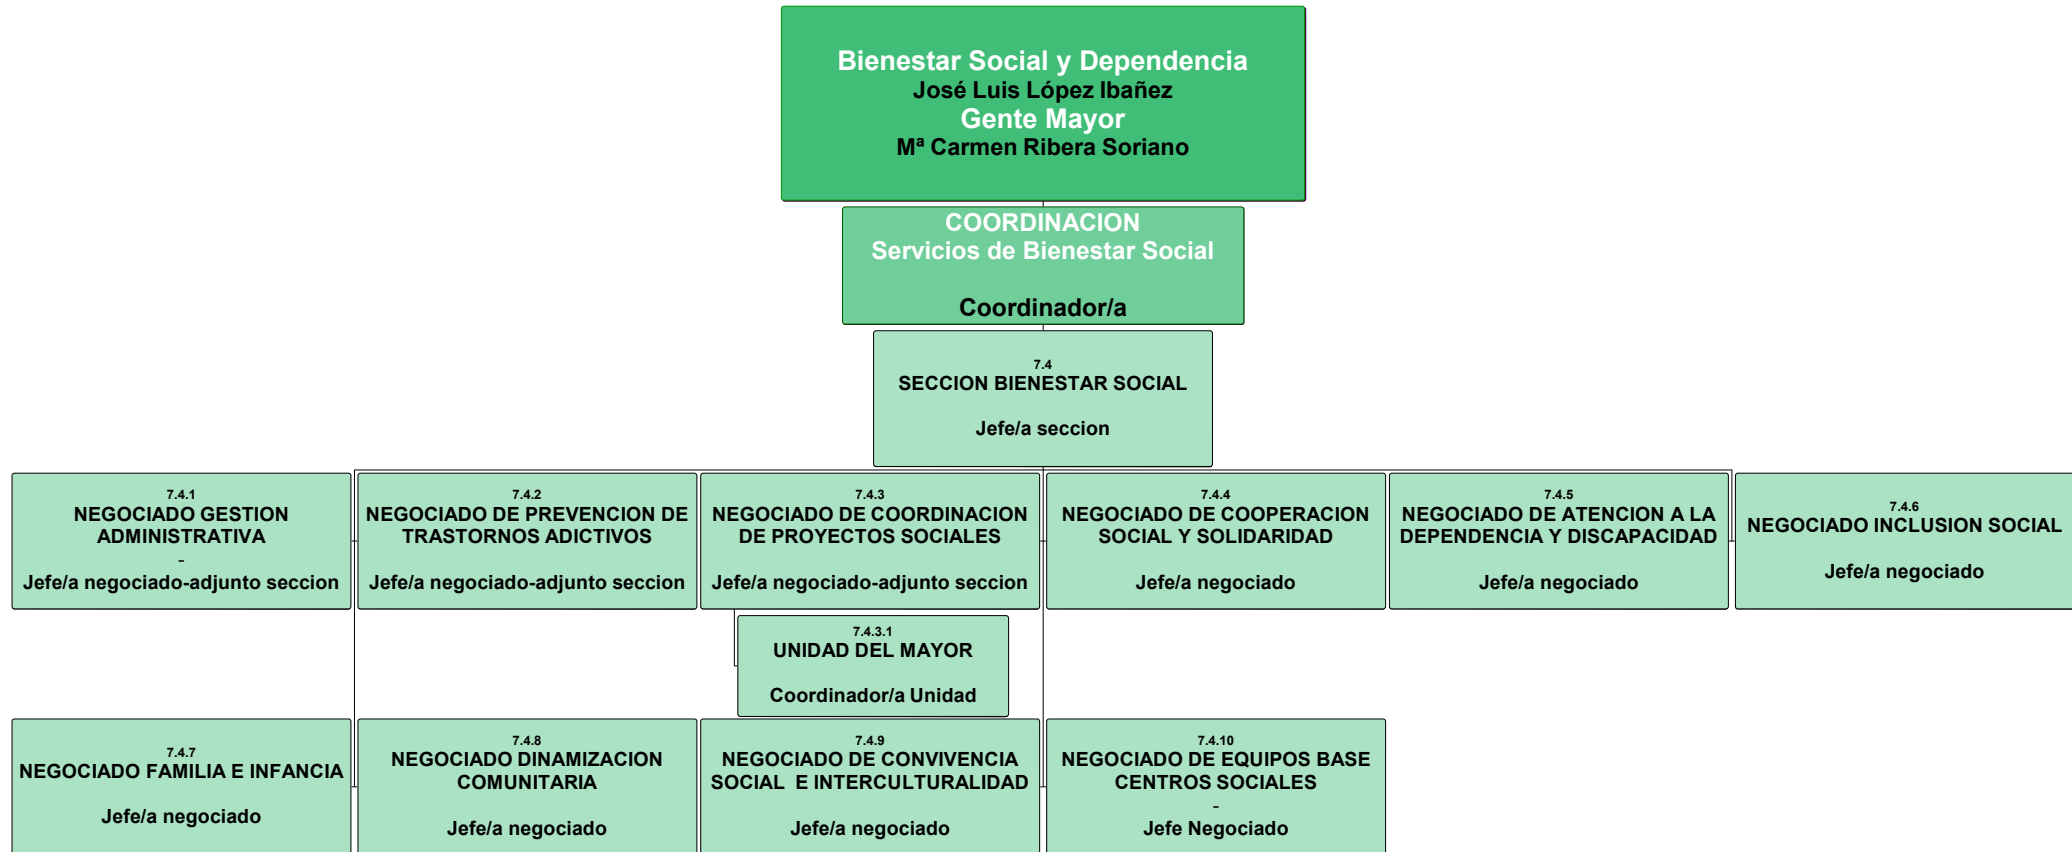 Bienestar Social y Dependencia
José Luis López Ibañez
Gente Mayor
Mª Carmen Ribera Soriano
COORDINACION
Servicios de Bienestar Social
Coordinador/a
7.4
SECCION BIENESTAR SOCIAL
Jefe/a seccion
7.4.1
NEGOCIADO GESTION
ADMINISTRATIVA
-
Jefe/a negociado-adjunto seccion
7.4.2
NEGOCIADO DE PREVENCION DE
TRASTORNOS ADICTIVOS
Jefe/a negociado-adjunto seccion
7.4.3
NEGOCIADO DE COORDINACION
DE PROYECTOS SOCIALES
Jefe/a negociado-adjunto seccion
7.4.4
NEGOCIADO DE COOPERACION
SOCIAL Y SOLIDARIDAD
Jefe/a negociado
7.4.5
NEGOCIADO DE ATENCION A LA
DEPENDENCIA Y DISCAPACIDAD
Jefe/a negociado
7.4.6
NEGOCIADO INCLUSION SOCIAL
Jefe/a negociado
7.4.3.1
UNIDAD DEL MAYOR
Coordinador/a Unidad
7.4.7
NEGOCIADO FAMILIA E INFANCIA
Jefe/a negociado
7.4.8
NEGOCIADO DINAMIZACION
COMUNITARIA
Jefe/a negociado
7.4.9
NEGOCIADO DE CONVIVENCIA
SOCIAL E INTERCULTURALIDAD
Jefe/a negociado
7.4.10
NEGOCIADO DE EQUIPOS BASE
CENTROS SOCIALES
-
Jefe Negociado